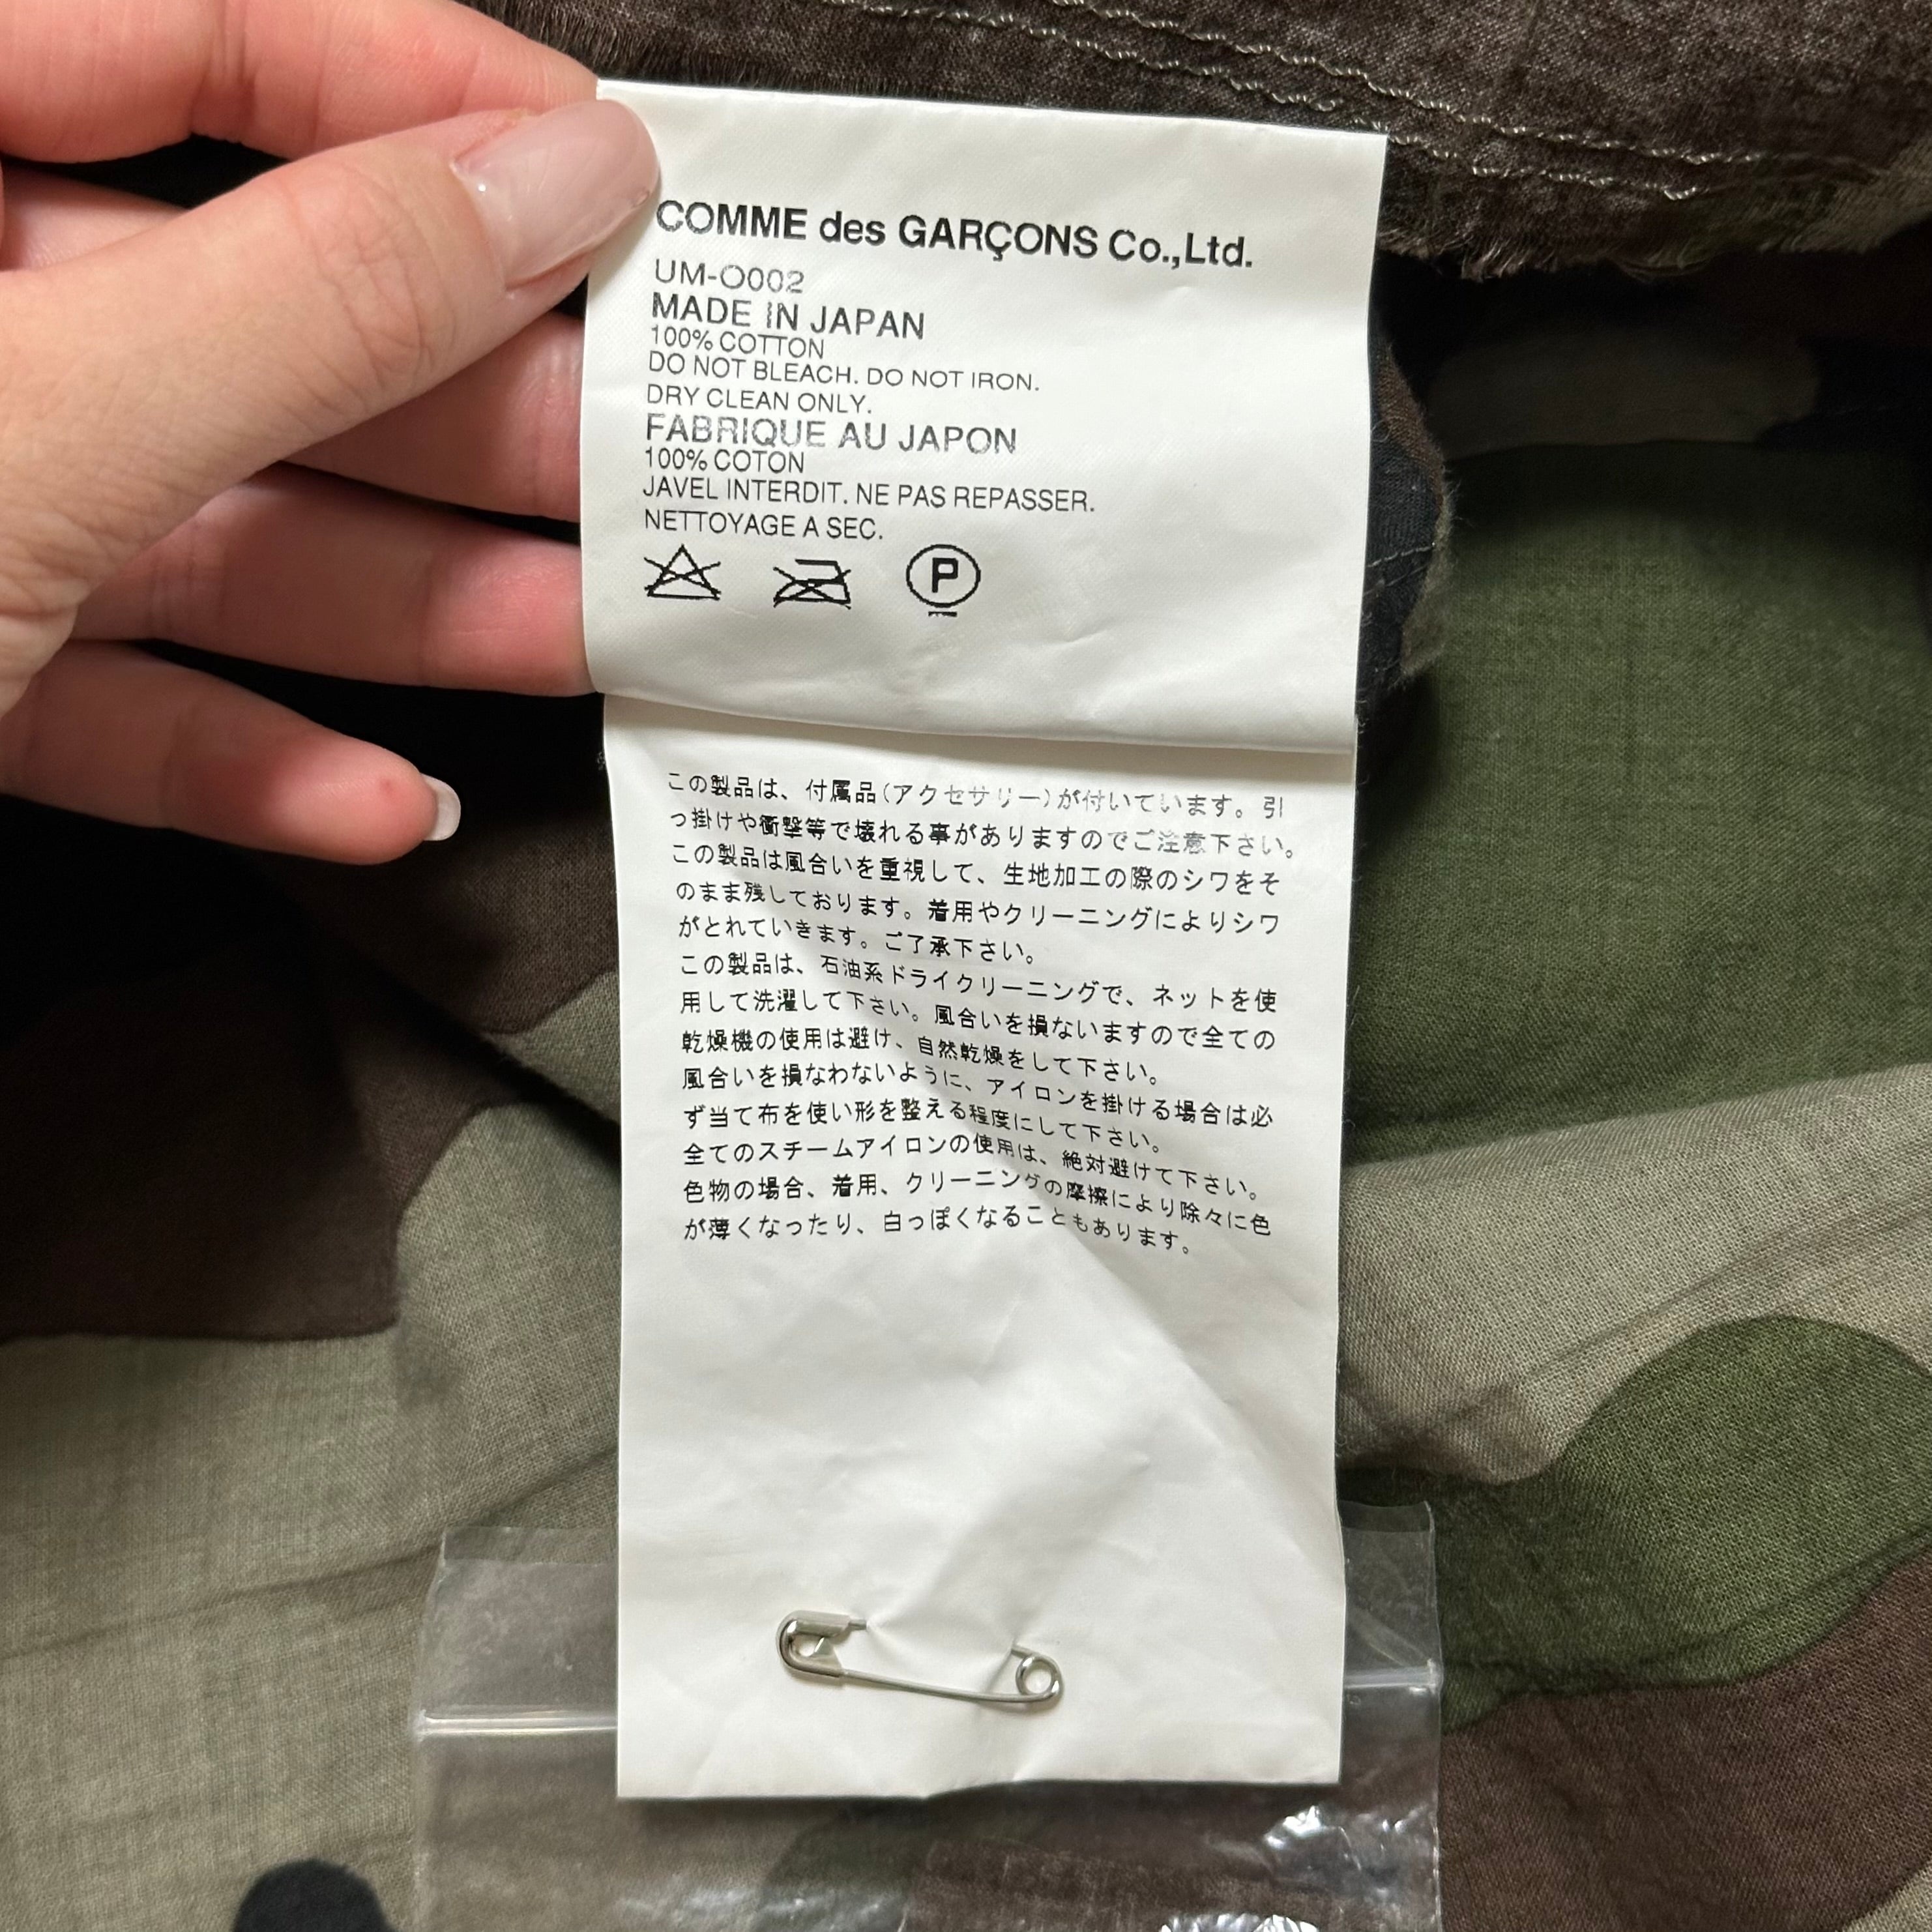 COMME des GARÇONS Co.,Ltd.
UM-O002
MADE IN JAPAN
100% COTTON
DO NOT BLEACH. DO NOT IRON.
DRY CLEAN ONLY.
FABRIQUE AU JAPON
100% COTON
JAVEL INTERDIT. NE PAS REPASSER.
NETTOYAGE A SEC.
P
この製品は、付属品(アクセサリー)が付いています。引
っ掛けや衝撃等で壊れる事がありますのでご注意下さい。
この製品は風合いを重視して、生地加工の際のシワをそ
のまま残しております。着用やクリーニングによりシワ
がとれていきます。ご了承下さい。
この製品は、石油系ドライクリーニングで、ネットを使
用して洗濯して下さい。風合いを損ないますので全ての
乾燥機の使用は避け、自然乾燥をして下さい。
風合いを損なわないように、アイロンを掛ける場合は必
ず当て布を使い形を整える程度にして下さい。
全てのスチームアイロンの使用は、絶対避けて下さい。
色物の場合、着用、クリーニングの摩擦により除々に色
が薄くなったり、白っぽくなることもあります。